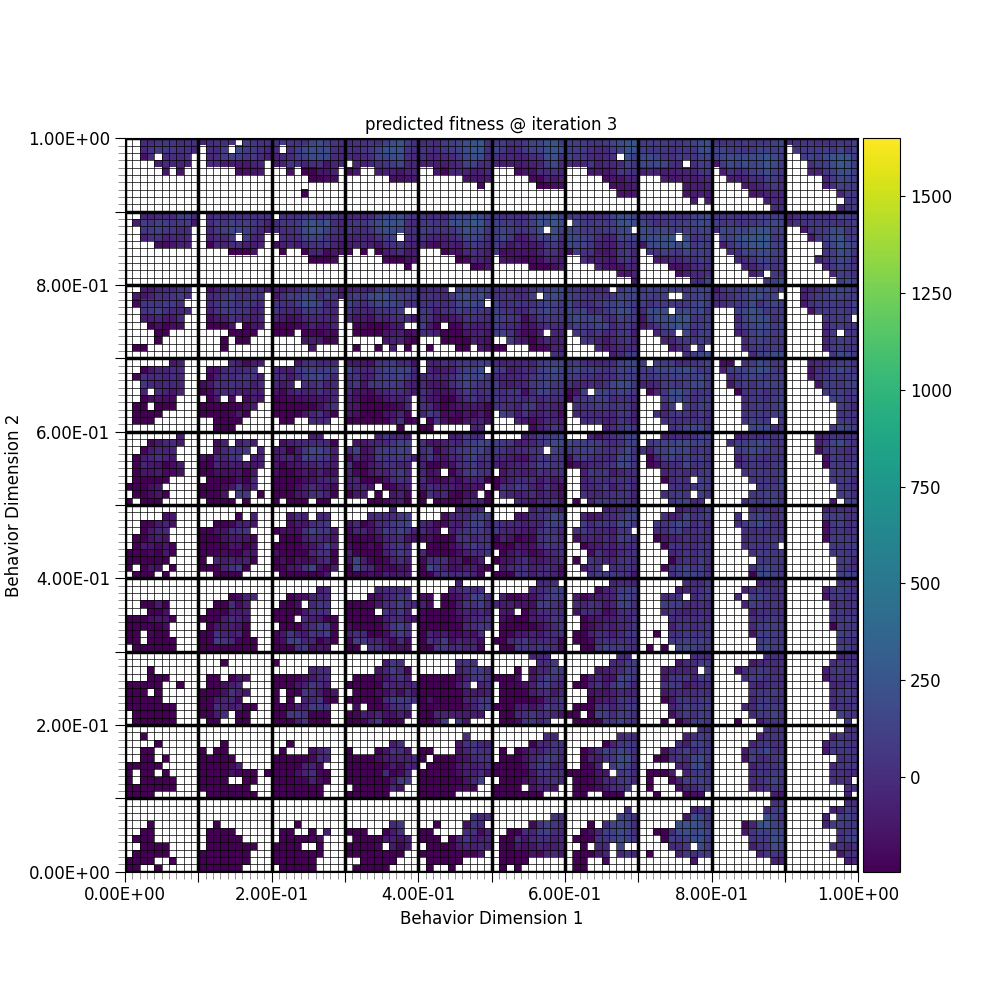 predicted fitness @ iteration 3
1.00E+00
8.00E-01
6.00E-01
4.00E-01
2.00E-01
0.00E+00
Behavior Dimension 2
0.00E+00 2.00E-01 4.00E-01 6.00E-01 8.00E-01 1.00E+00
Behavior Dimension 1
1500
1250
1000
750
500
250
0